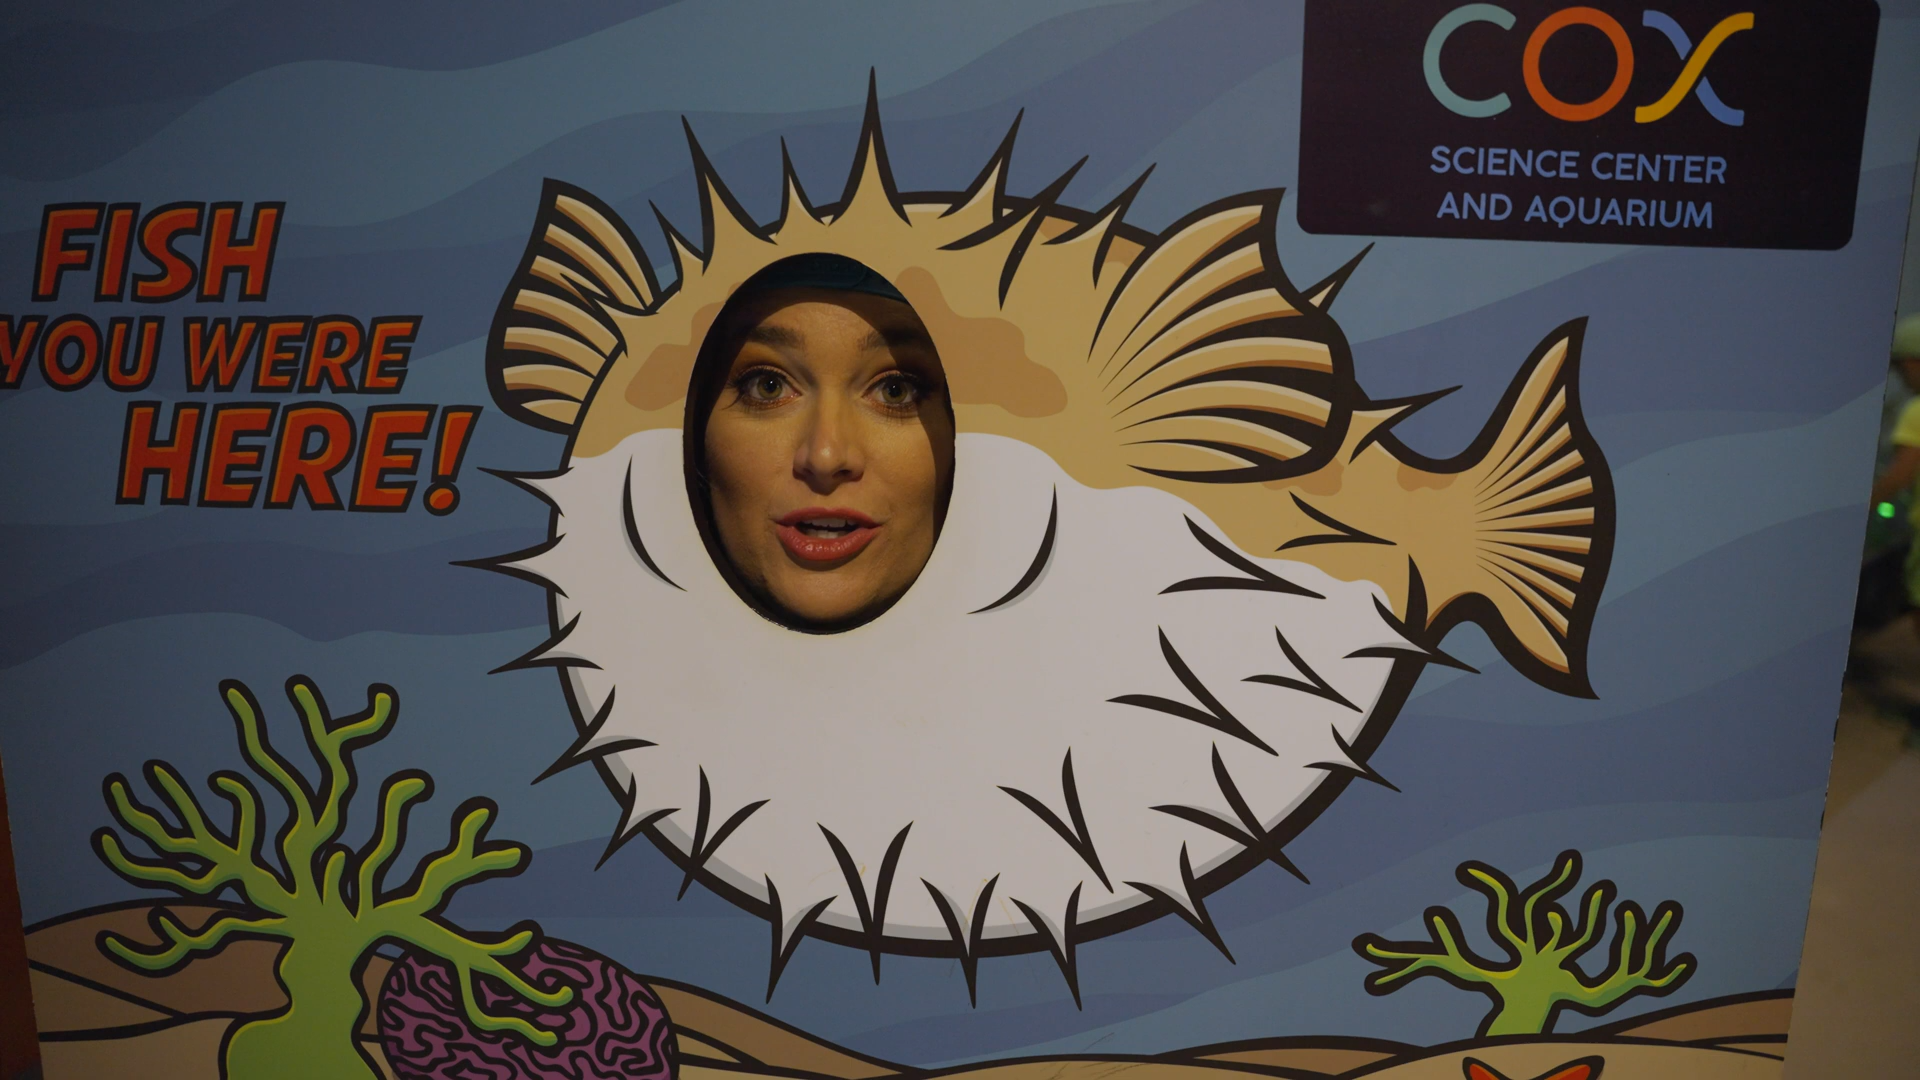 FISH
YOU WERE
HERE!
COX
SCIENCE CENTER
AND AQUARIUM